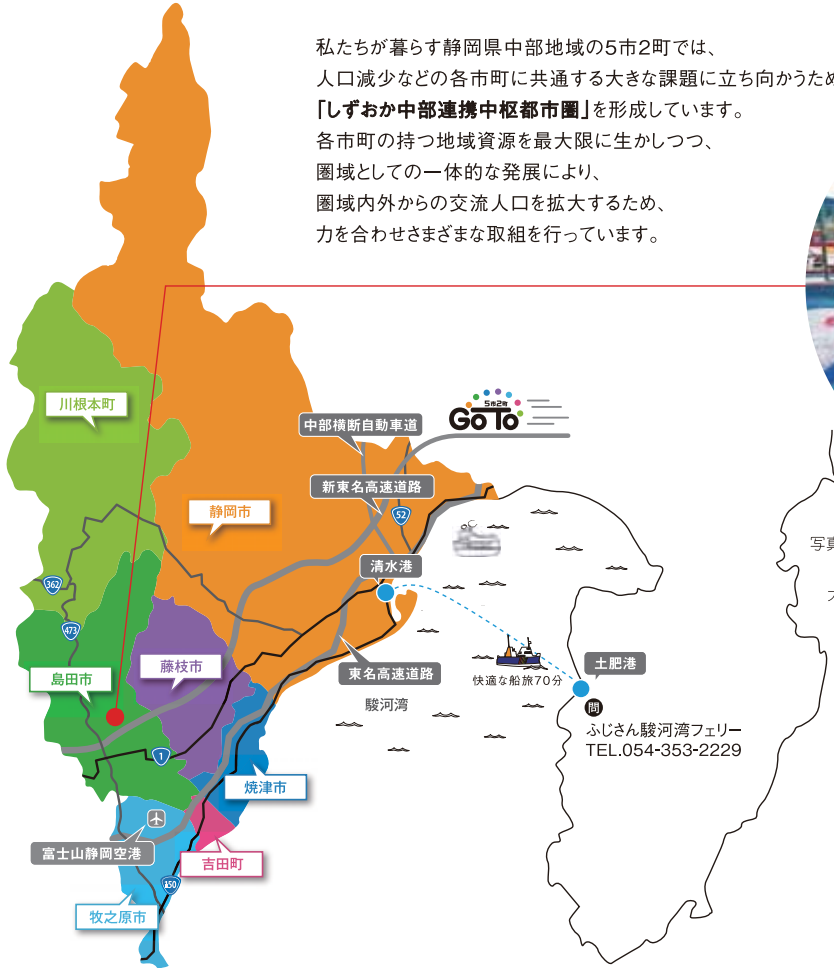 私たちが暮らす静岡県中部地域の5市2町では、
人口減少などの各市町に共通する大きな課題に立ち向かうため
「しずおか中部連携中枢都市圏」を形成しています。
各市町の持つ地域資源を最大限に生かしつつ、
圏域としての一体的な発展により、
圏域内外からの交流人口を拡大するため、
力を合わせさまざまな取組を行っています。
川根本町
5市2町
GoTo
中部横断自動車道
新東名高速道路
静岡市
52
清水港
写真
362
473
藤枝市
島田市
東名高速道路
駿河湾
快適な船旅70分
土肥港
問
ふじさん駿河湾フェリー
TEL.054-353-2229
1
焼津市
富士山静岡空港
吉田町
150
牧之原市